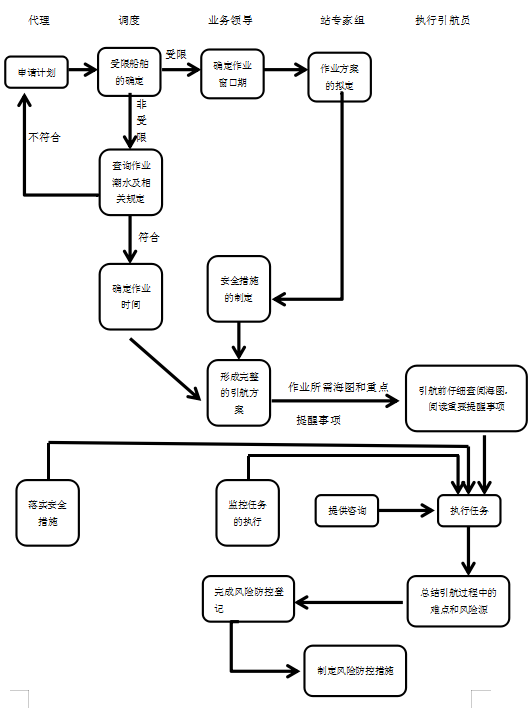 代理
调度
业务领导
站专家组
执行引航员
申请计划
受限船舶
的确定
受限
确定作业
窗口期
作业方案
的拟定
非
受
限
不符合
查询作业
潮水及相
关规定
符合
确定作业
时间
安全措施
的制定
形成完整
的引航方
案
作业所需海图和重点
提醒事项
引航前仔细查阅海图,
阅读重要提醒事项
落实安全
措施
监控任务
的执行
提供咨询
执行任务
完成风险防控登
记
总结引航过程中的
难点和风险源
制定风险防控措施